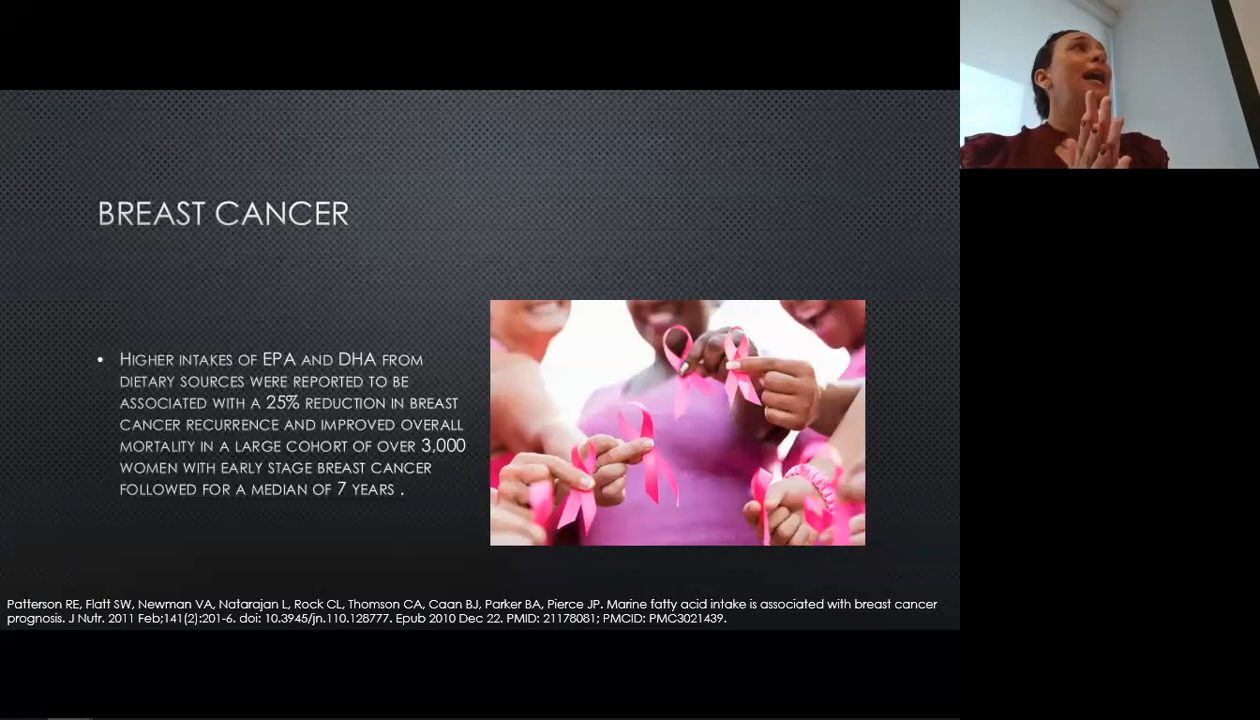 BREAST CANCER
• HIGHER INTAKES OF EPA AND DHA FROM
DIETARY SOURCES WERE REPORTED TO BE
ASSOCIATED WITH A 25% REDUCTION IN BREAST
CANCER RECURRENCE AND IMPROVED OVERALL
MORTALITY IN A LARGE COHORT OF OVER 3,000
WOMEN WITH EARLY STAGE BREAST CANCER
FOLLOWED FOR A MEDIAN OF 7 YEARS .
Patterson RE, Flatt SW, Newman VA, Natarajan L, Rock CL, Thomson CA, Caan BJ, Parker BA, Pierce JP. Marine fatty acid intake is associated with breast cancer
prognosis. J Nutr. 2011 Feb;141(2):201-6. doi: 10.3945/jn.110.128777. Epub 2010 Dec 22. PMID: 21178081; PMCID: PMC3021439.